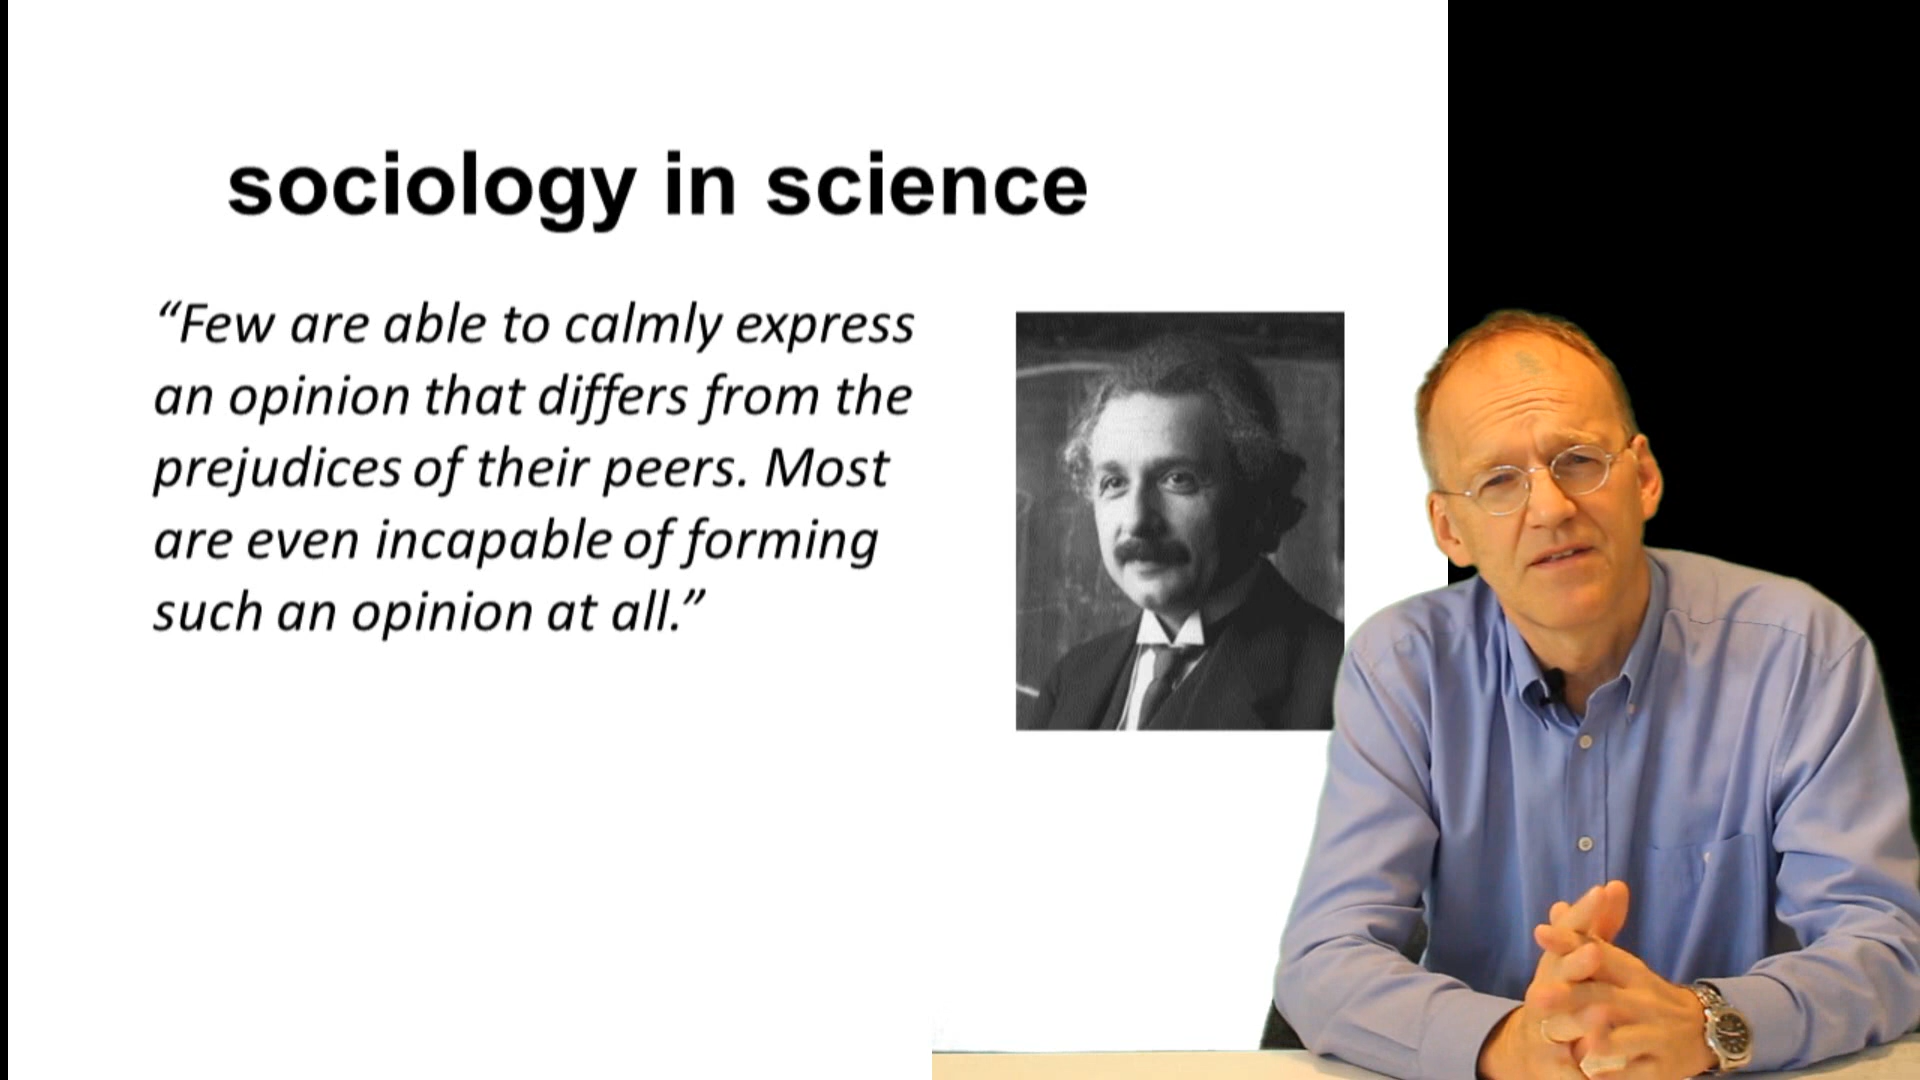 sociology in science
“Few are able to calmly express
an opinion that differs from the
prejudices of their peers. Most
are even incapable of forming
such an opinion at all.”